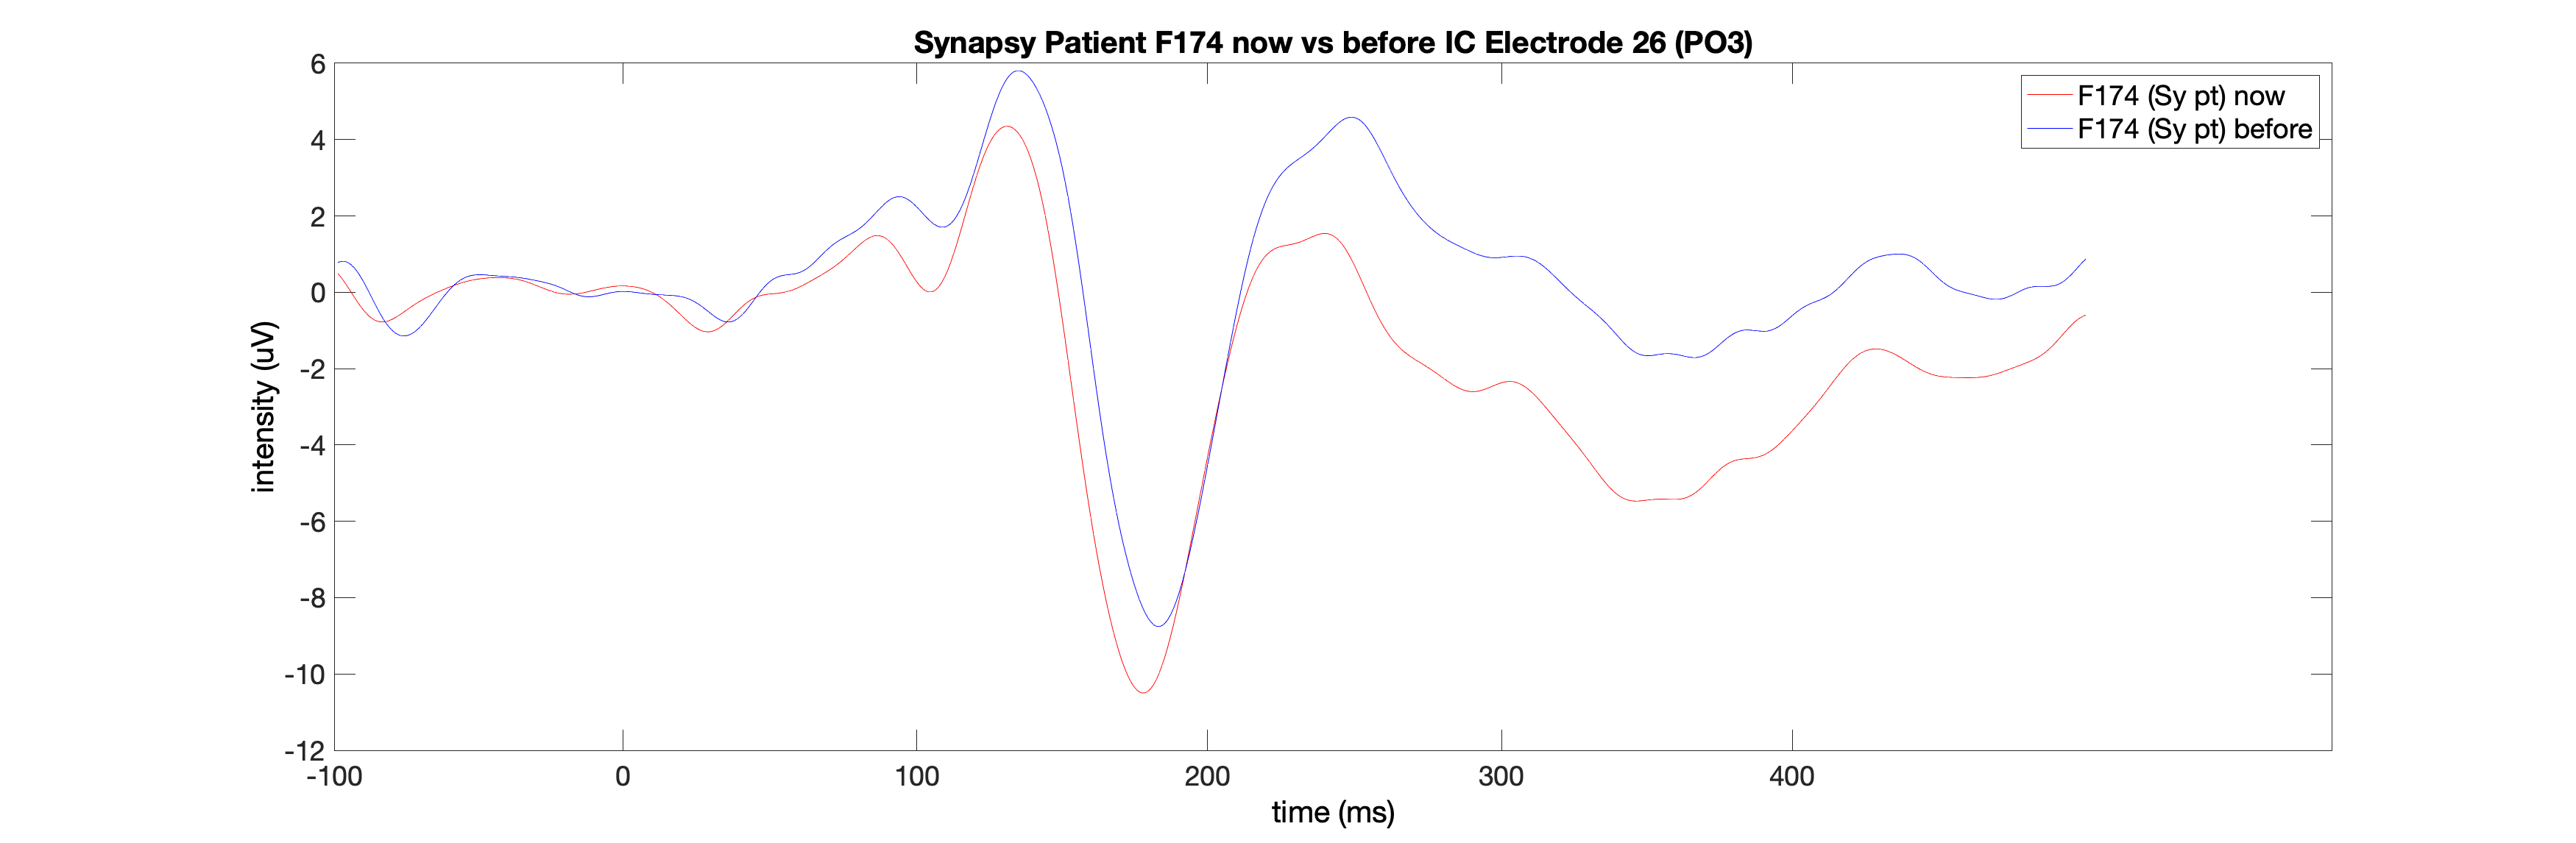 Synapsy Patient F174 now vs before IC Electrode 26 (PO3)
F174 (Sy pt) now
F174 (Sy pt) before
intensity (uV)
6
4
2
0
-2
-4
-6
-8
-10
-12
-100 0 100 200 300 400
time (ms)